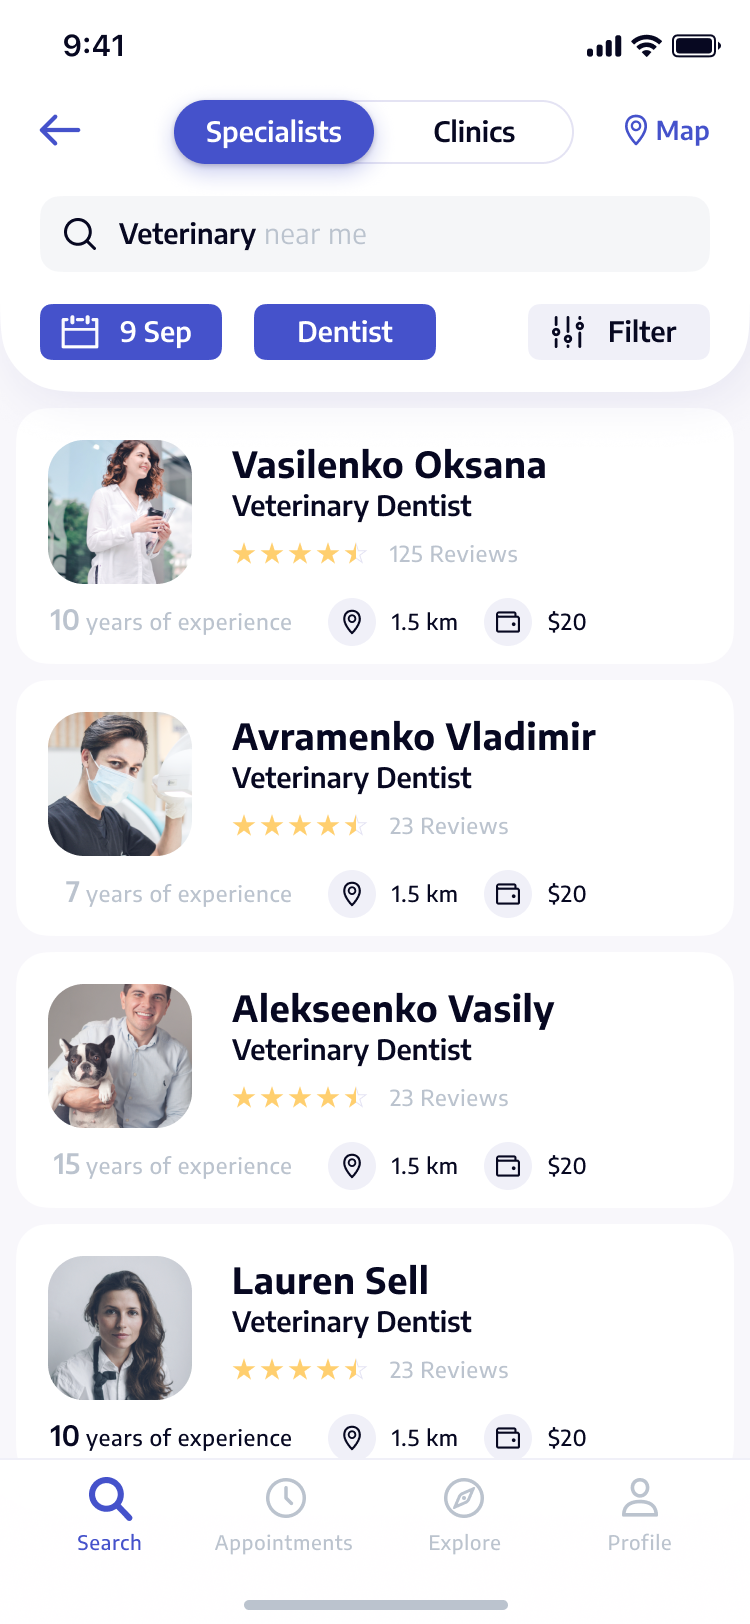 9:41
Specialists Clinics Map
Veterinary near me
9 Sep Dentist Filter
Vasilenko Oksana
Veterinary Dentist
125 Reviews
10 years of experience 1.5 km $20
Avramenko Vladimir
Veterinary Dentist
23 Reviews
7 years of experience 1.5 km $20
Alekseenko Vasily
Veterinary Dentist
23 Reviews
15 years of experience 1.5 km $20
Lauren Sell
Veterinary Dentist
23 Reviews
10 years of experience 1.5 km $20
Search Appointments Explore Profile